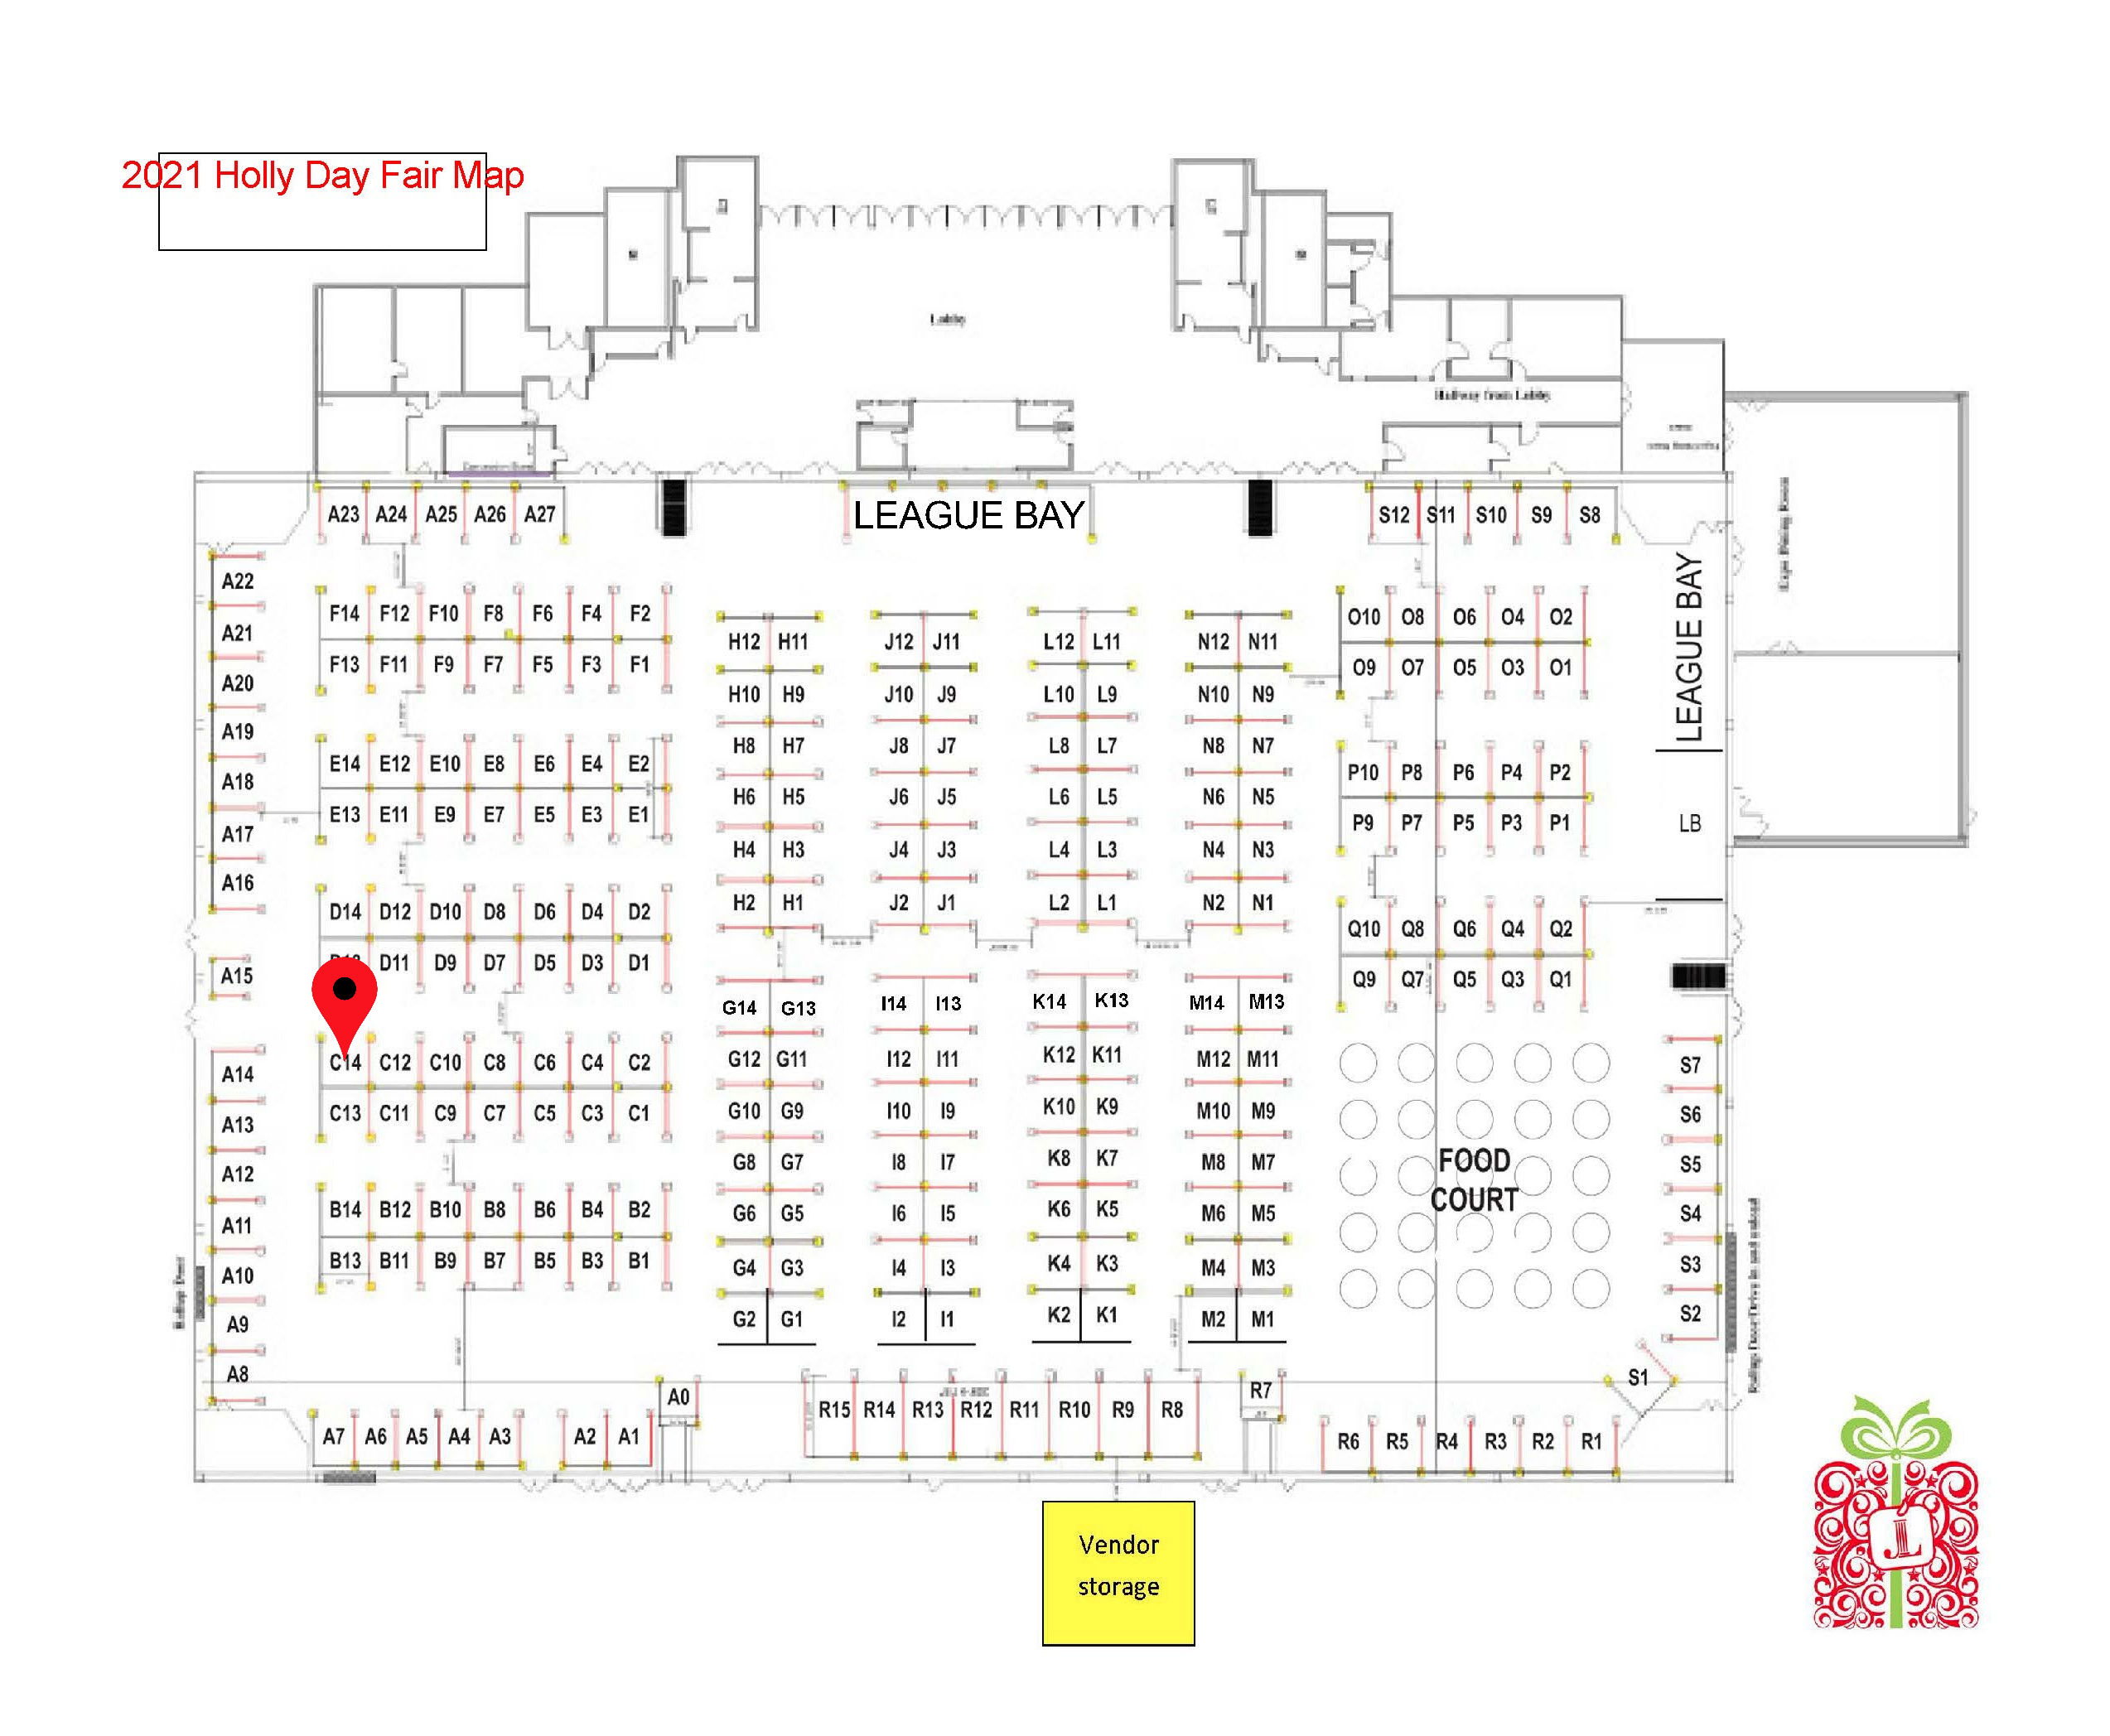 2021 Holly Day Fair Map
Lobby
Hallway from Lobby
LEAGUE BAY
A23 A24 A25 A26 A27
S12 S11 S10 S9 S8
A22
A21
A20
A19
A18
A17
A16
A15
A14
A13
A12
A11
A10
A9
A8
F14 F12 F10 F8 F6 F4 F2
F13 F11 F9 F7 F5 F3 F1
E14 E12 E10 E8 E6 E4 E2
E13 E11 E9 E7 E5 E3 E1
D14 D12 D10 D8 D6 D4 D2
D11 D9 D7 D5 D3 D1
C14 C12 C10 C8 C6 C4 C2
C13 C11 C9 C7 C5 C3 C1
B14 B12 B10 B8 B6 B4 B2
B13 B11 B9 B7 B5 B3 B1
H12 H11
H10 H9
H8 H7
H6 H5
H4 H3
H2 H1
G14 G13
G12 G11
G10 G9
G8 G7
G6 G5
G4 G3
G2 G1
J12 J11
J10 J9
J8 J7
J6 J5
J4 J3
J2 J1
I14 I13
I12 I11
I10 I9
I8 I7
I6 I5
I4 I3
I2 I1
L12 L11
L10 L9
L8 L7
L6 L5
L4 L3
L2 L1
K14 K13
K12 K11
K10 K9
K8 K7
K6 K5
K4 K3
K2 K1
N12 N11
N10 N9
N8 N7
N6 N5
N4 N3
N2 N1
M14 M13
M12 M11
M10 M9
M8 M7
M6 M5
M4 M3
M2 M1
O10 O8 O6 O4 O2
O9 O7 O5 O3 O1
P10 P8 P6 P4 P2
P9 P7 P5 P3 P1
Q10 Q8 Q6 Q4 Q2
Q9 Q7 Q5 Q3 Q1
LEAGUE BAY
LB
FOOD
COURT
S7
S6
S5
S4
S3
S2
S1
A7 A6 A5 A4 A3 A2 A1
A0
R15 R14 R13 R12 R11 R10 R9 R8
R7
R6 R5 R4 R3 R2 R1
Vendor
storage
JL